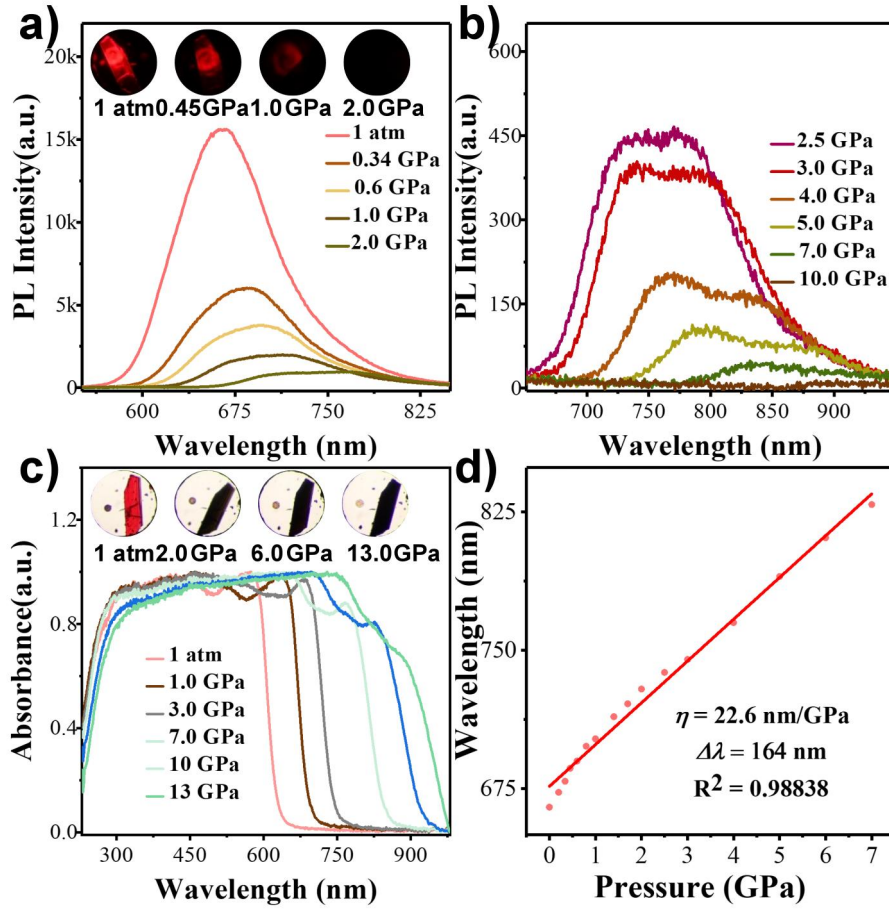 a)
20k
15k
10k
5k
0
PL Intensity(a.u.)
1 atm 0.45GPa 1.0GPa 2.0GPa
1 atm
0.34 GPa
0.6 GPa
1.0 GPa
2.0 GPa
600 675 750 825
Wavelength (nm)
b)
600
450
300
150
0
PL Intensity(a.u.)
2.5 GPa
3.0 GPa
4.0 GPa
5.0 GPa
7.0 GPa
10.0 GPa
700 750 800 850 900
Wavelength (nm)
c)
1.2
0.8
0.4
0.0
Absorbance(a.u.)
1 atm 2.0GPa 6.0GPa 13.0GPa
1 atm
1.0 GPa
3.0 GPa
7.0 GPa
10 GPa
13 GPa
300 450 600 750 900
Wavelength (nm)
d)
825
750
675
Wavelength (nm)
η = 22.6 nm/GPa
Δλ = 164 nm
R² = 0.98838
0 1 2 3 4 5 6 7
Pressure (GPa)